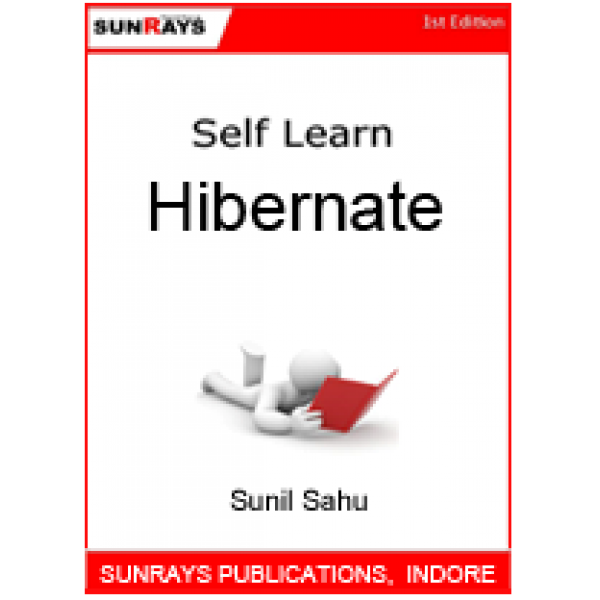 SUNRAYS
1st Edition
Self Learn
Hibernate
Sunil Sahu
SUNRAYS PUBLICATIONS, INDORE